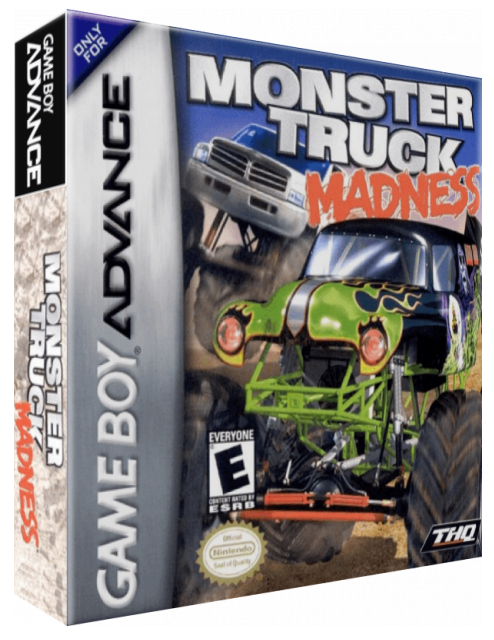 GAME BOY
ADVANCE
MONSTER
TRUCK
MADNESS
ONLY
FOR
GAME BOY ADVANCE
MONSTER
TRUCK
MADNESS
EVERYONE
E
CONTENT RATED BY
ESRB
Official
Nintendo
Seal of Quality
THQ